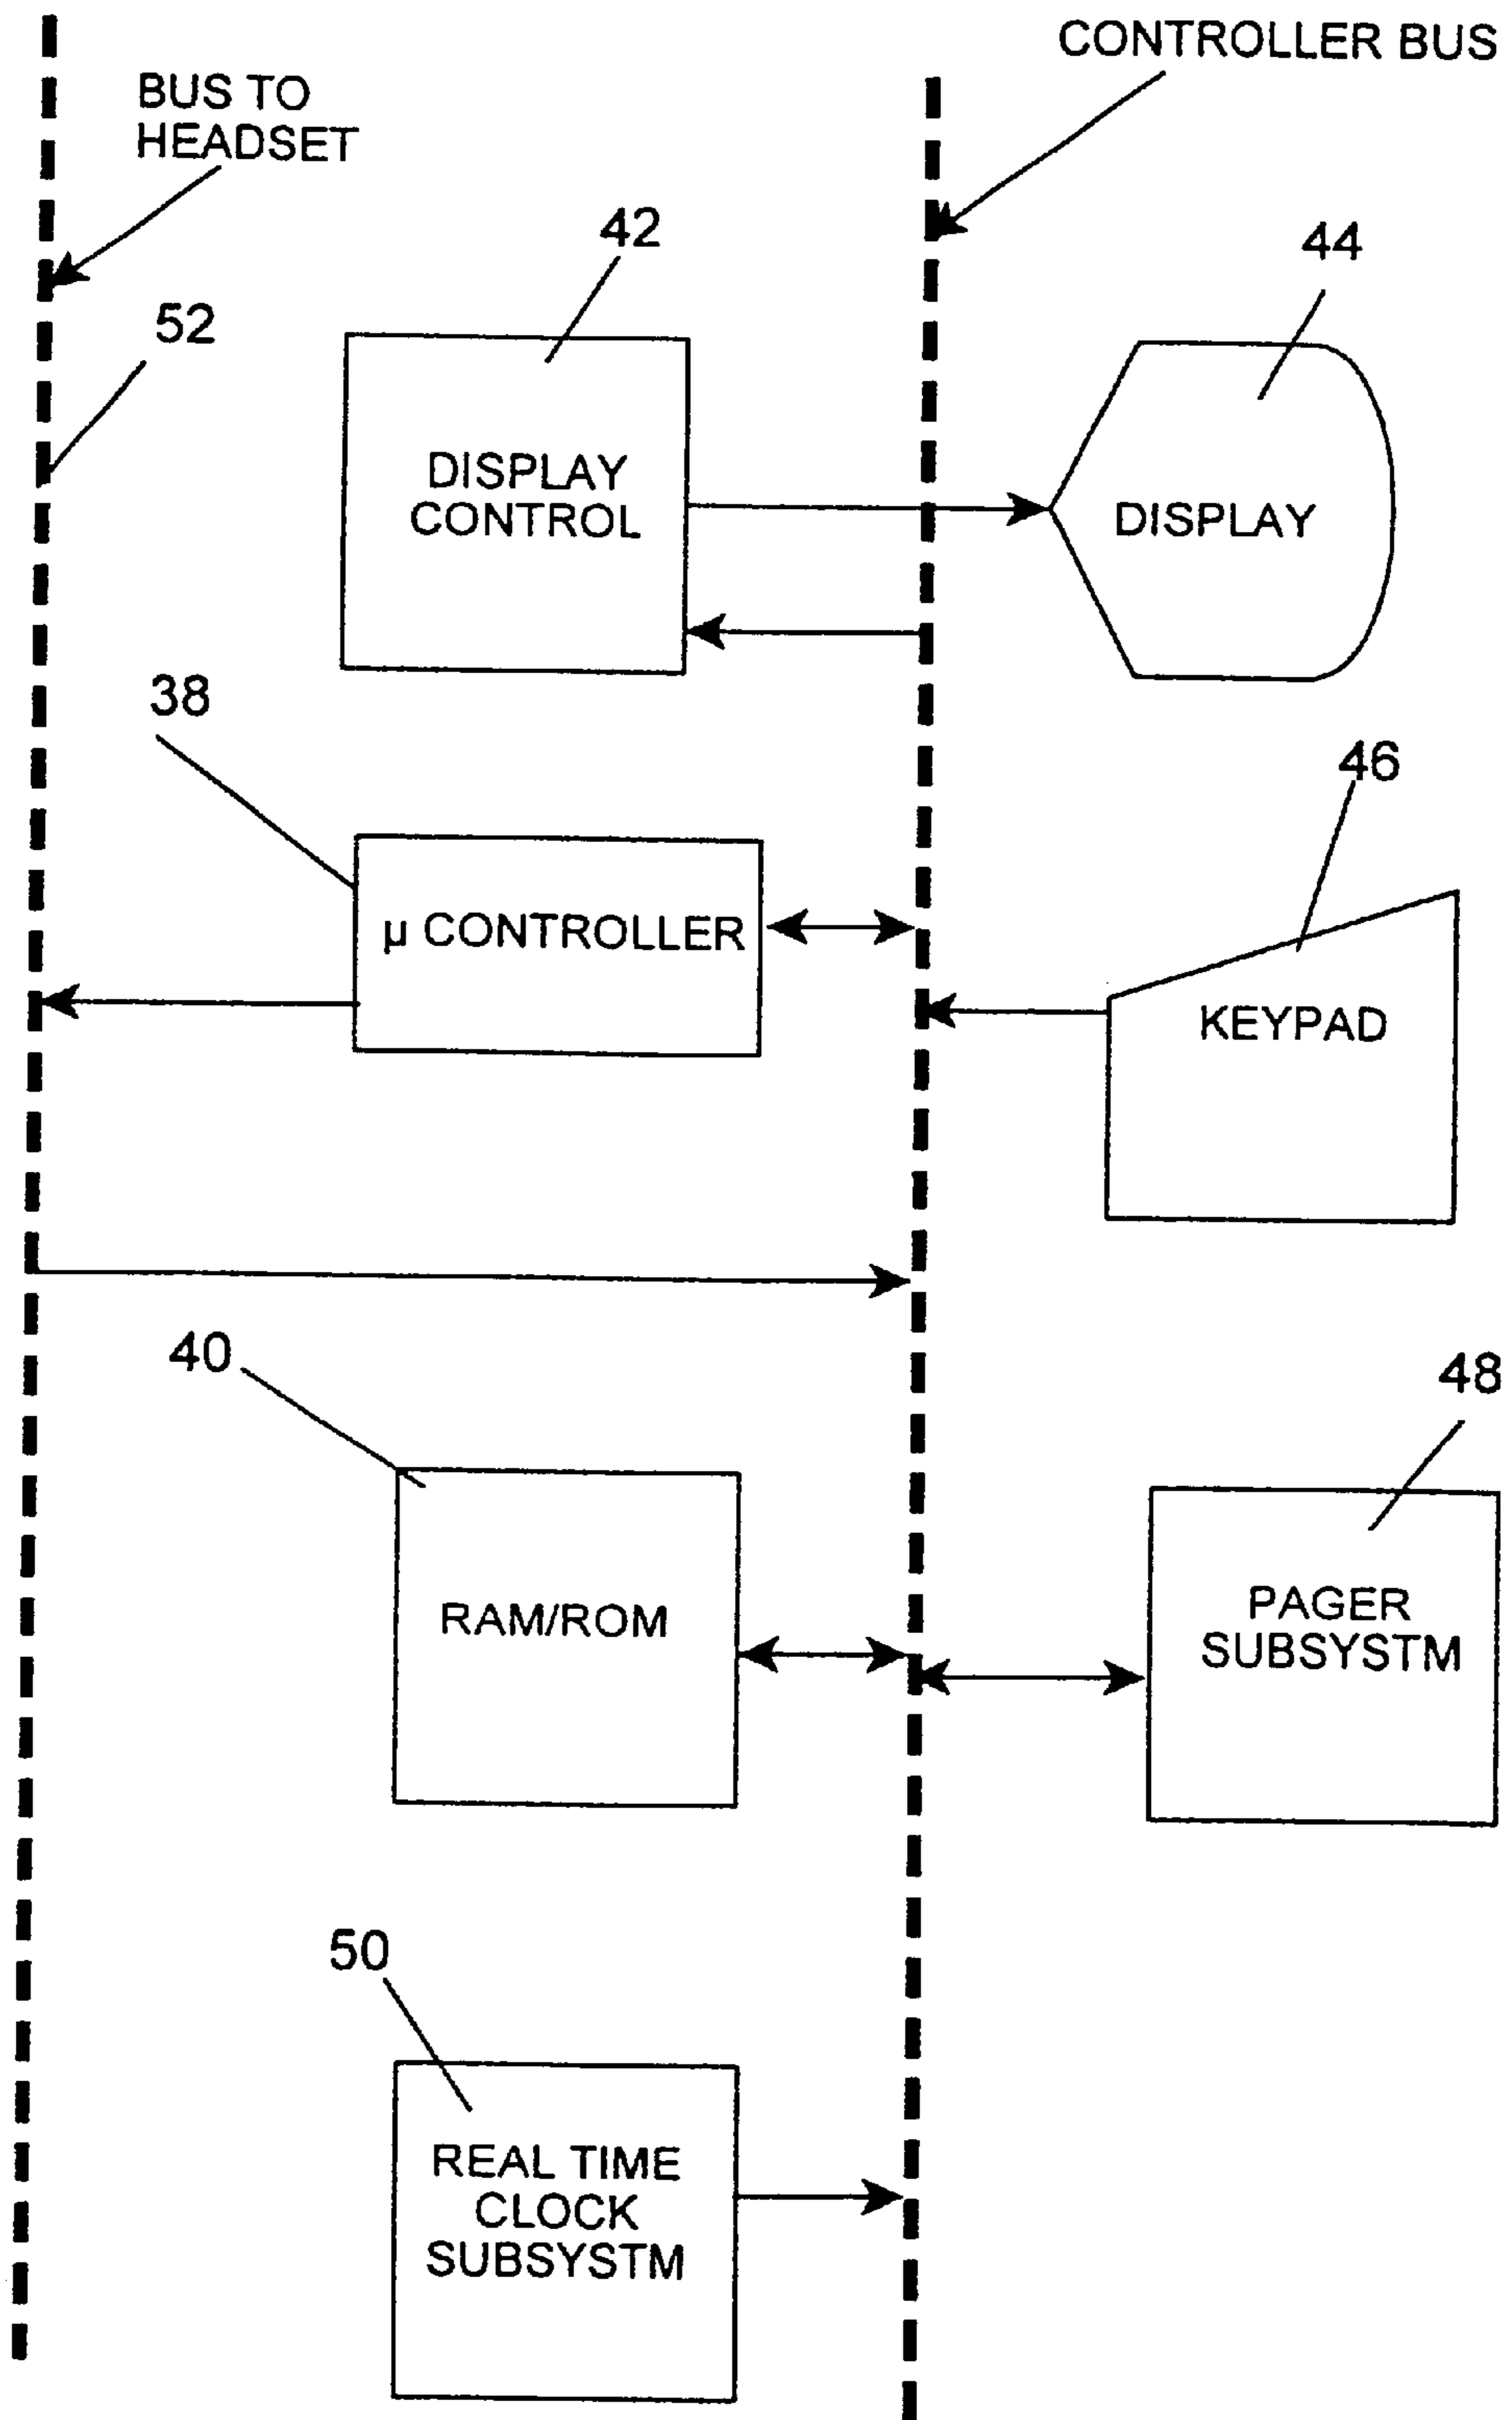 CONTROLLER BUS
BUS TO
HEADSET
42
44
52
DISPLAY
CONTROL
DISPLAY
38
46
µ CONTROLLER
KEYPAD
40
48
RAM/ROM
PAGER
SUBSYSTM
50
REAL TIME
CLOCK
SUBSYSTM